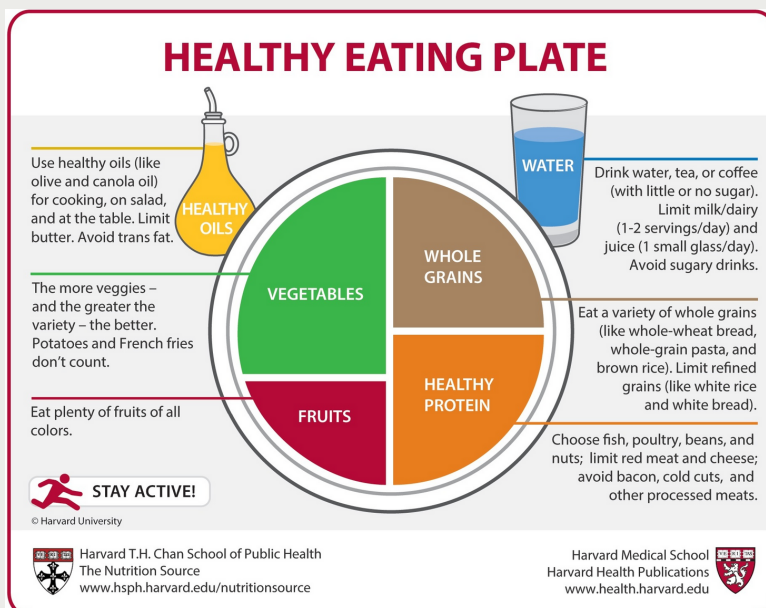 HEALTHY EATING PLATE
Use healthy oils (like
olive and canola oil)
for cooking, on salad,
and at the table. Limit
butter. Avoid trans fat.
HEALTHY
OILS
WATER
Drink water, tea, or coffee
(with little or no sugar).
Limit milk/dairy
(1-2 servings/day) and
juice (1 small glass/day).
Avoid sugary drinks.
The more veggies –
and the greater the
variety – the better.
Potatoes and French fries
don’t count.
VEGETABLES
WHOLE
GRAINS
Eat a variety of whole grains
(like whole-wheat bread,
whole-grain pasta, and
brown rice). Limit refined
grains (like white rice
and white bread).
Eat plenty of fruits of all
colors.
FRUITS
HEALTHY
PROTEIN
Choose fish, poultry, beans, and
nuts; limit red meat and cheese;
avoid bacon, cold cuts, and
other processed meats.
STAY ACTIVE!
© Harvard University
Harvard T.H. Chan School of Public Health
The Nutrition Source
www.hsph.harvard.edu/nutritionsource
Harvard Medical School
Harvard Health Publications
www.health.harvard.edu